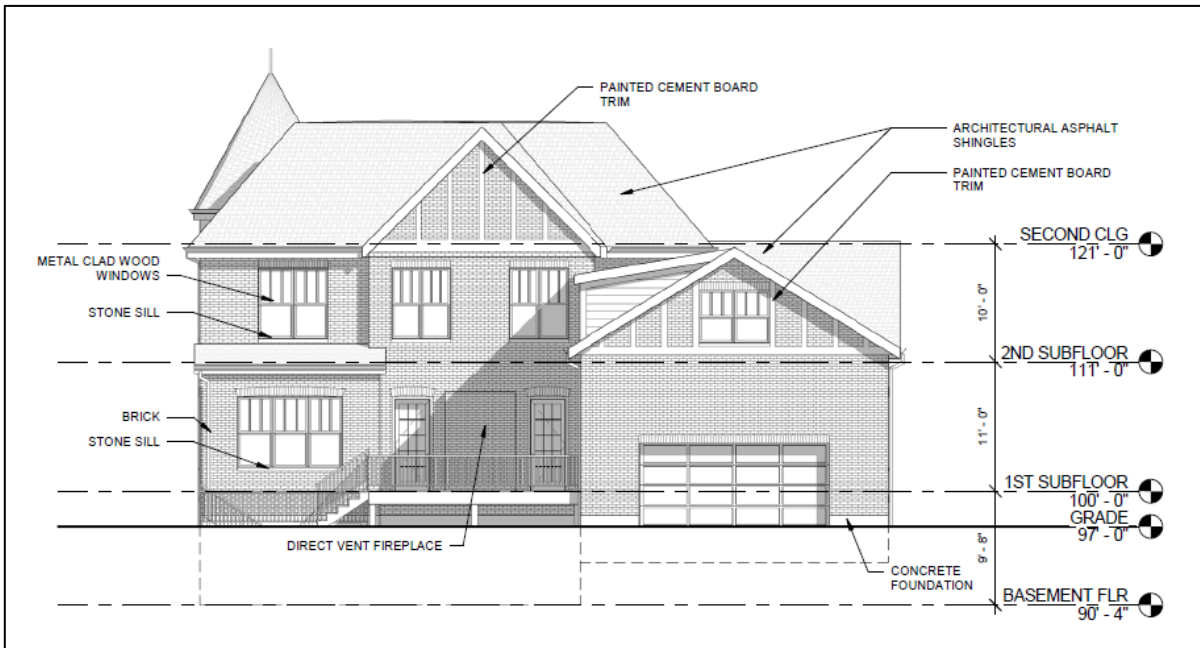 PAINTED CEMENT BOARD
TRIM
ARCHITECTURAL ASPHALT
SHINGLES
PAINTED CEMENT BOARD
TRIM
SECOND CLG
121' - 0"
METAL CLAD WOOD
WINDOWS
STONE SILL
10' - 0"
2ND SUBFLOOR
111' - 0"
BRICK
STONE SILL
11' - 0"
1ST SUBFLOOR
100' - 0"
GRADE
97' - 0"
DIRECT VENT FIREPLACE
9' - 8"
CONCRETE
FOUNDATION
BASEMENT FLR
90' - 4"